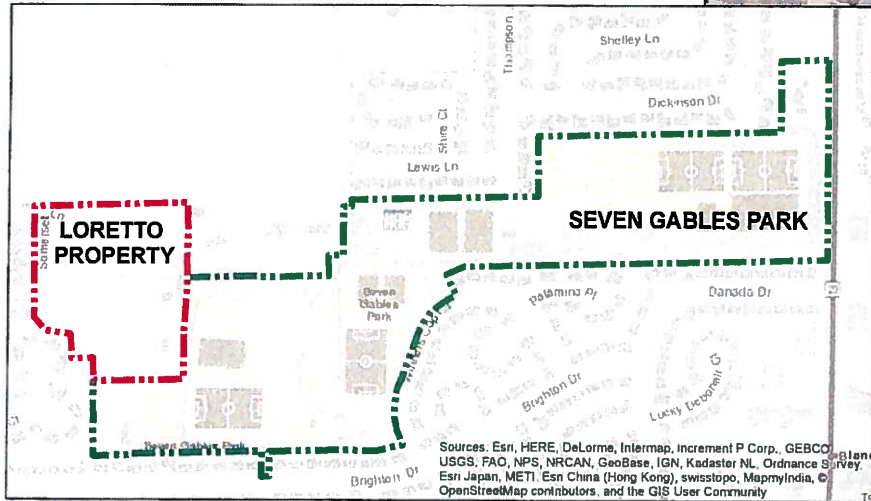 Shelley Ln
Thompson
Dickinson Dr
Shire Ct
Lewis Ln
Somerset Ln
LORETTO
PROPERTY
SEVEN GABLES PARK
Seven
Gables
Park
Palamino Pl
Danada Dr
Brighton Dr
Lucky Debonair Ct
Seven Gables Park
Brighton Dr
Sources: Esri, HERE, DeLorme, Intermap, increment P Corp., GEBCO
USGS, FAO, NPS, NRCAN, GeoBase, IGN, Kadaster NL, Ordnance Survey,
Esri Japan, METI, Esri China (Hong Kong), swisstopo, MapmyIndia, ©
OpenStreetMap contributors, and the GIS User Community